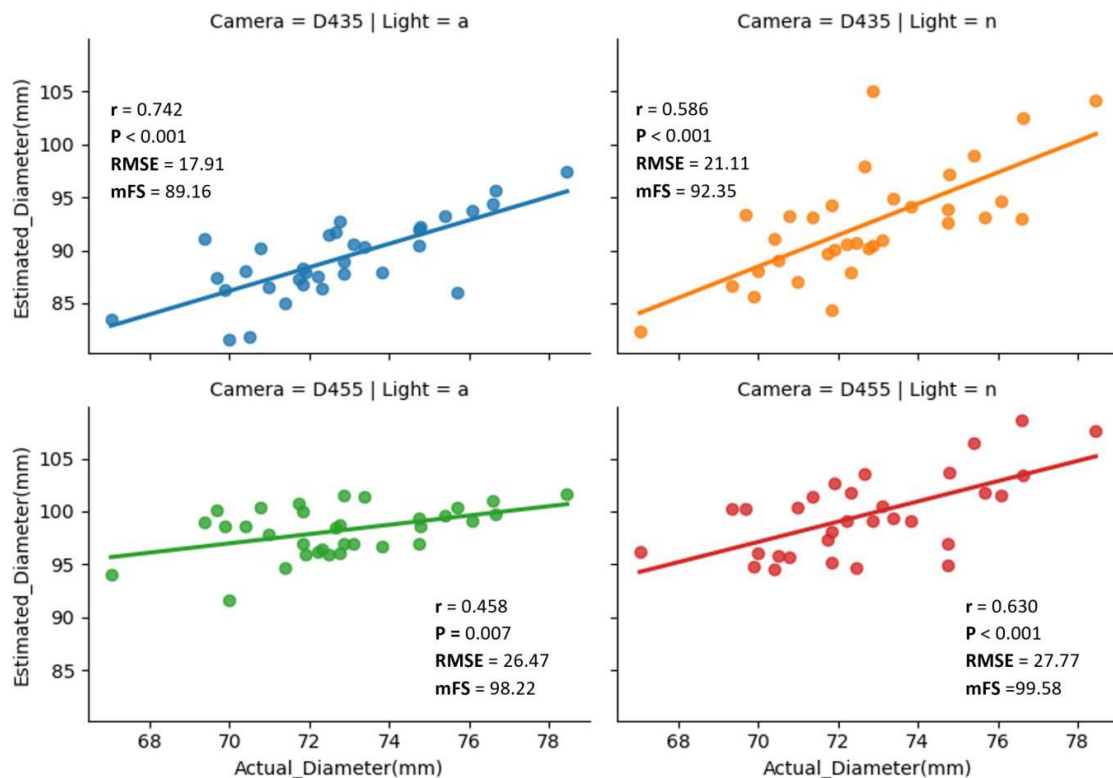 Camera = D435 | Light = a
Estimated_Diameter(mm)
105
100
95
90
85
r = 0.742
P < 0.001
RMSE = 17.91
mFS = 89.16
Camera = D435 | Light = n
r = 0.586
P < 0.001
RMSE = 21.11
mFS = 92.35
Camera = D455 | Light = a
Estimated_Diameter(mm)
105
100
95
90
85
r = 0.458
P = 0.007
RMSE = 26.47
mFS = 98.22
68 70 72 74 76 78
Actual_Diameter(mm)
Camera = D455 | Light = n
r = 0.630
P < 0.001
RMSE = 27.77
mFS =99.58
68 70 72 74 76 78
Actual_Diameter(mm)